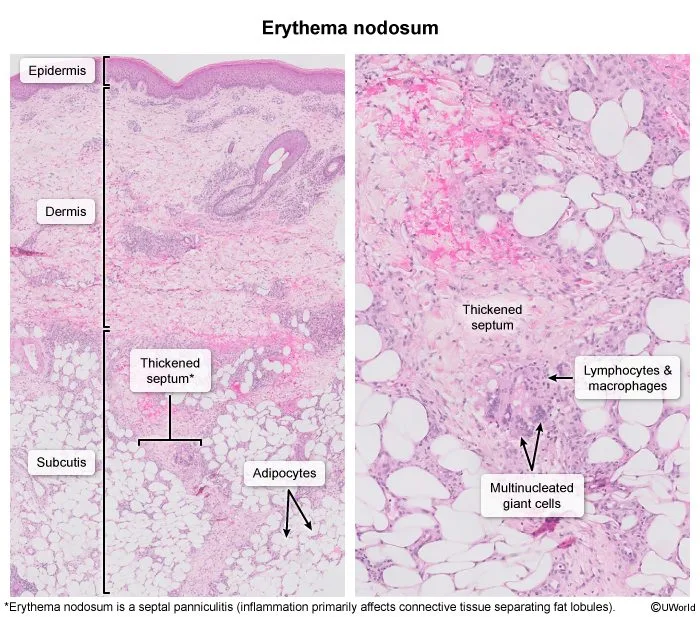 Erythema nodosum
Epidermis
Dermis
Thickened
septum*
Subcutis
Adipocytes
Thickened
septum
Lymphocytes &
macrophages
Multinucleated
giant cells
*Erythema nodosum is a septal panniculitis (inflammation primarily affects connective tissue separating fat lobules).
©UWorld